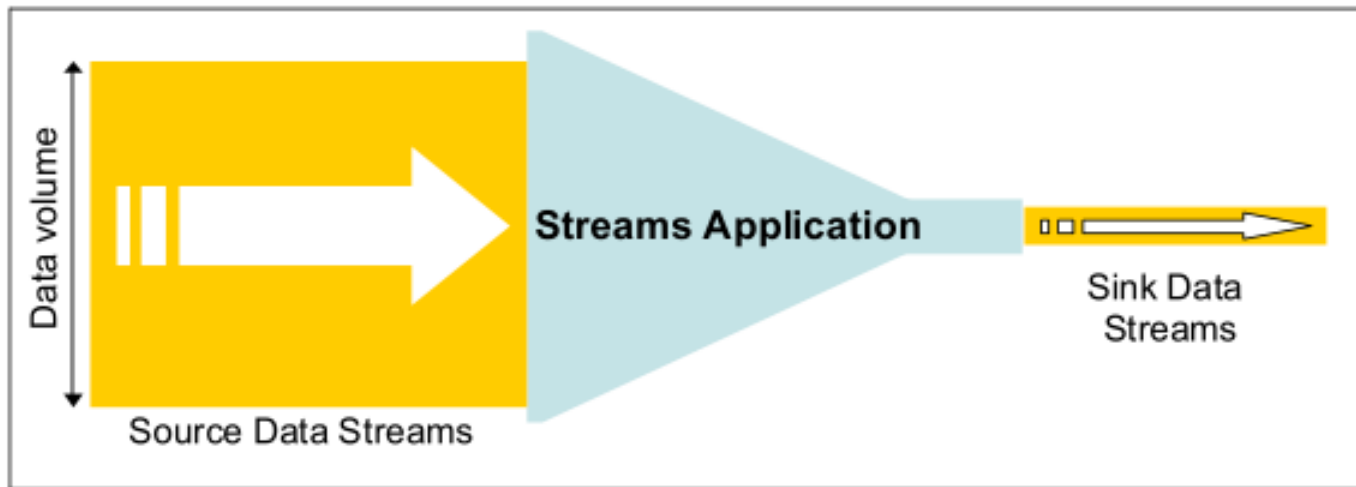 Data volume
Streams Application
Sink Data
Streams
Source Data Streams